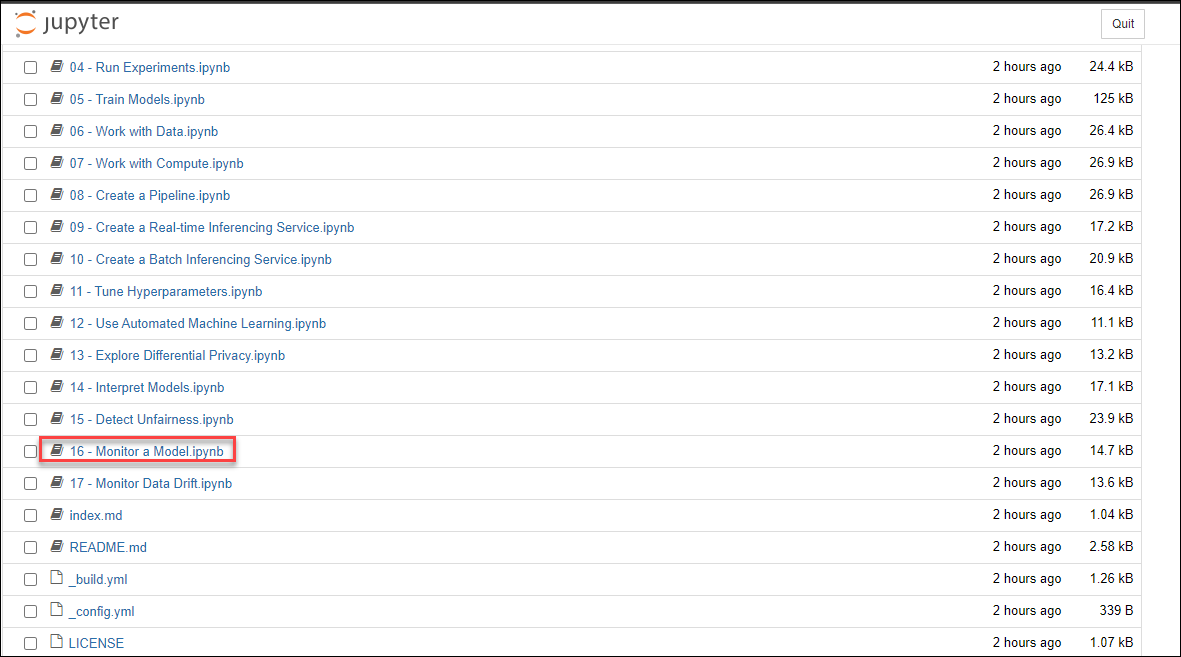 jupyter Quit
04 - Run Experiments.ipynb 2 hours ago 24.4 kB
05 - Train Models.ipynb 2 hours ago 125 kB
06 - Work with Data.ipynb 2 hours ago 26.4 kB
07 - Work with Compute.ipynb 2 hours ago 26.9 kB
08 - Create a Pipeline.ipynb 2 hours ago 26.9 kB
09 - Create a Real-time Inferencing Service.ipynb 2 hours ago 17.2 kB
10 - Create a Batch Inferencing Service.ipynb 2 hours ago 20.9 kB
11 - Tune Hyperparameters.ipynb 2 hours ago 16.4 kB
12 - Use Automated Machine Learning.ipynb 2 hours ago 11.1 kB
13 - Explore Differential Privacy.ipynb 2 hours ago 13.2 kB
14 - Interpret Models.ipynb 2 hours ago 17.1 kB
15 - Detect Unfairness.ipynb 2 hours ago 23.9 kB
16 - Monitor a Model.ipynb 2 hours ago 14.7 kB
17 - Monitor Data Drift.ipynb 2 hours ago 13.6 kB
index.md 2 hours ago 1.04 kB
README.md 2 hours ago 2.58 kB
_build.yml 2 hours ago 1.26 kB
_config.yml 2 hours ago 339 B
LICENSE 2 hours ago 1.07 kB